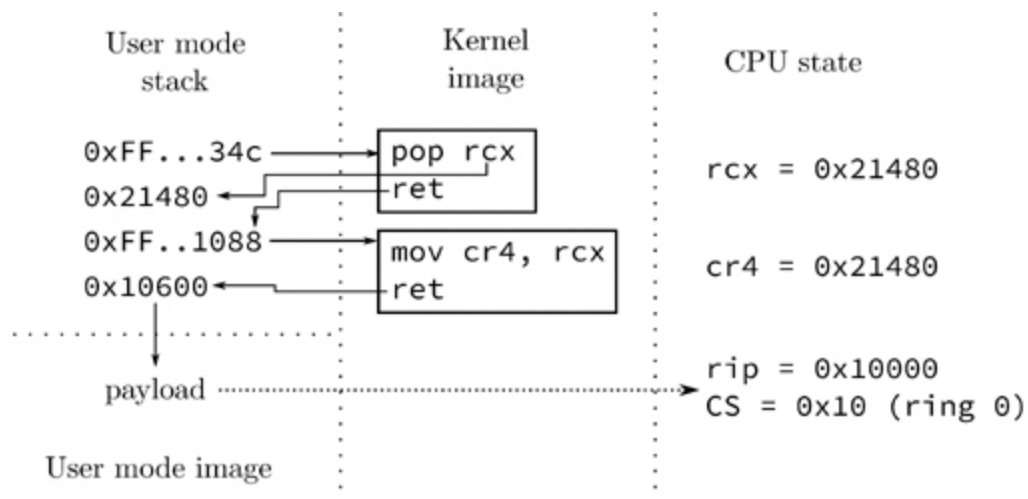 User mode
stack
Kernel
image
CPU state
0xFF...34c
0x21480
0xFF..1088
0x10600
pop rcx
ret
mov cr4, rcx
ret
rcx = 0x21480
cr4 = 0x21480
rip = 0x10000
CS = 0x10 (ring 0)
payload
User mode image